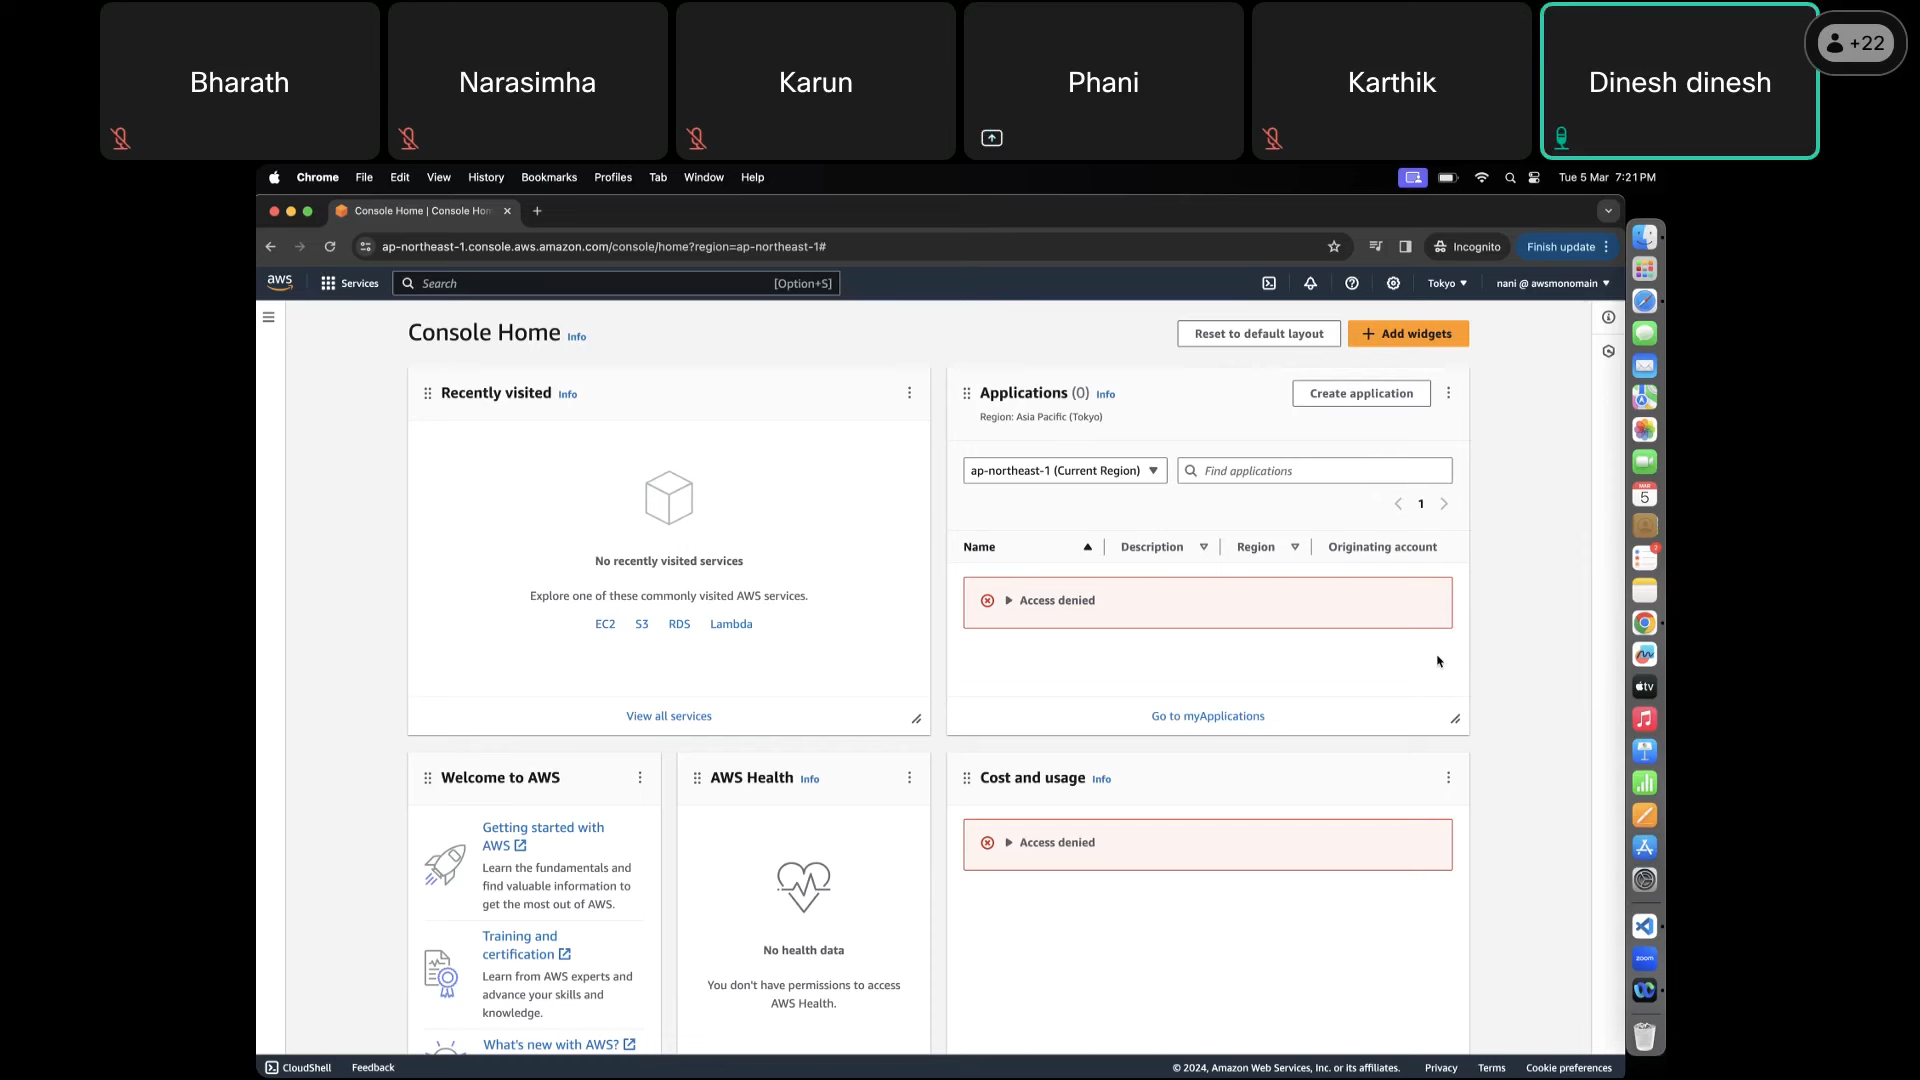 Bharath
Narasimha
Karun
Phani
Karthik
Dinesh dinesh
+22
Chrome File Edit View History Bookmarks Profiles Tab Window Help
Tue 5 Mar 7:21 PM
Console Home | Console Hom
ap-northeast-1.console.aws.amazon.com/console/home?region=ap-northeast-1#
Incognito
Finish update
aws
Services
Search
[Option+S]
Tokyo
nani @ awsmonomain
Console Home Info
Reset to default layout
Add widgets
Recently visited Info
No recently visited services
Explore one of these commonly visited AWS services.
EC2 S3 RDS Lambda
View all services
Applications (0) Info
Region: Asia Pacific (Tokyo)
Create application
ap-northeast-1 (Current Region)
Find applications
1
Name Description Region Originating account
Access denied
Go to myApplications
Welcome to AWS
Getting started with
AWS
Learn the fundamentals and
find valuable information to
get the most out of AWS.
Training and
certification
Learn from AWS experts and
advance your skills and
knowledge.
What's new with AWS?
AWS Health Info
No health data
You don't have permissions to access
AWS Health.
Cost and usage Info
Access denied
MAR
5
2
tv
zoom
CloudShell Feedback
© 2024, Amazon Web Services, Inc. or its affiliates. Privacy Terms Cookie preferences